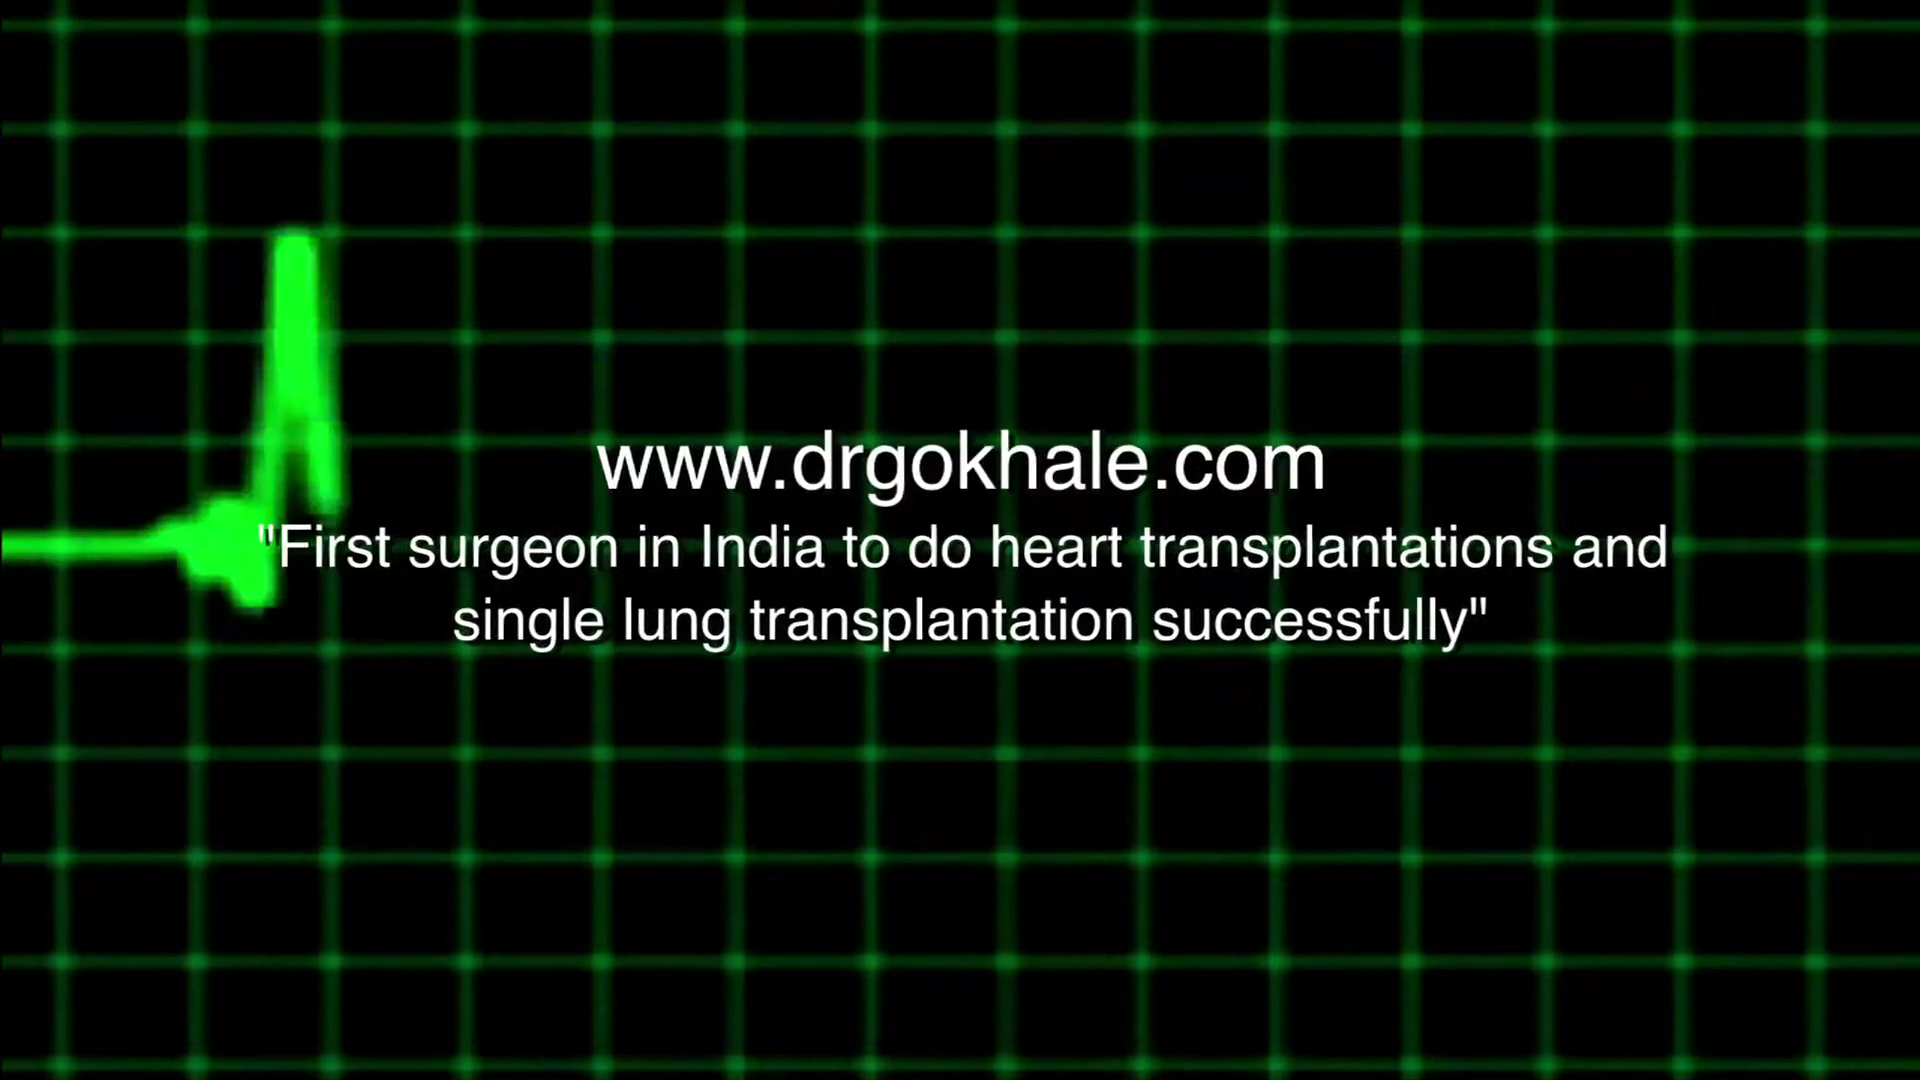 www.drgokhale.com
"First surgeon in India to do heart transplantations and
single lung transplantation successfully"